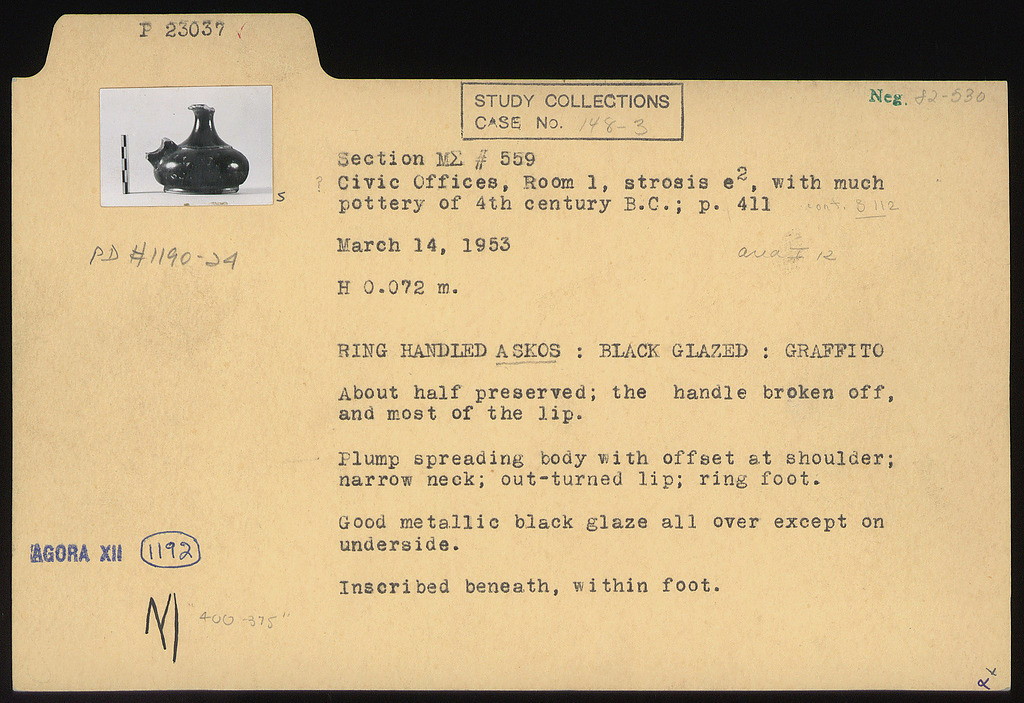 P 23037
STUDY COLLECTIONS
CASE No. 148-3
Neg. 82-530
S
Section ΜΣ # 559
? Civic Offices, Room 1, strosis e², with much
pottery of 4th century B.C.; p. 411
cont. B 112
PD #1190-24
March 14, 1953
# 12
H 0.072 m.
RING HANDLED ASKOS : BLACK GLAZED : GRAFFITO
About half preserved; the handle broken off,
and most of the lip.
Plump spreading body with offset at shoulder;
narrow neck; out-turned lip; ring foot.
Good metallic black glaze all over except on
underside.
AGORA XII 1192
Inscribed beneath, within foot.
"400-375"